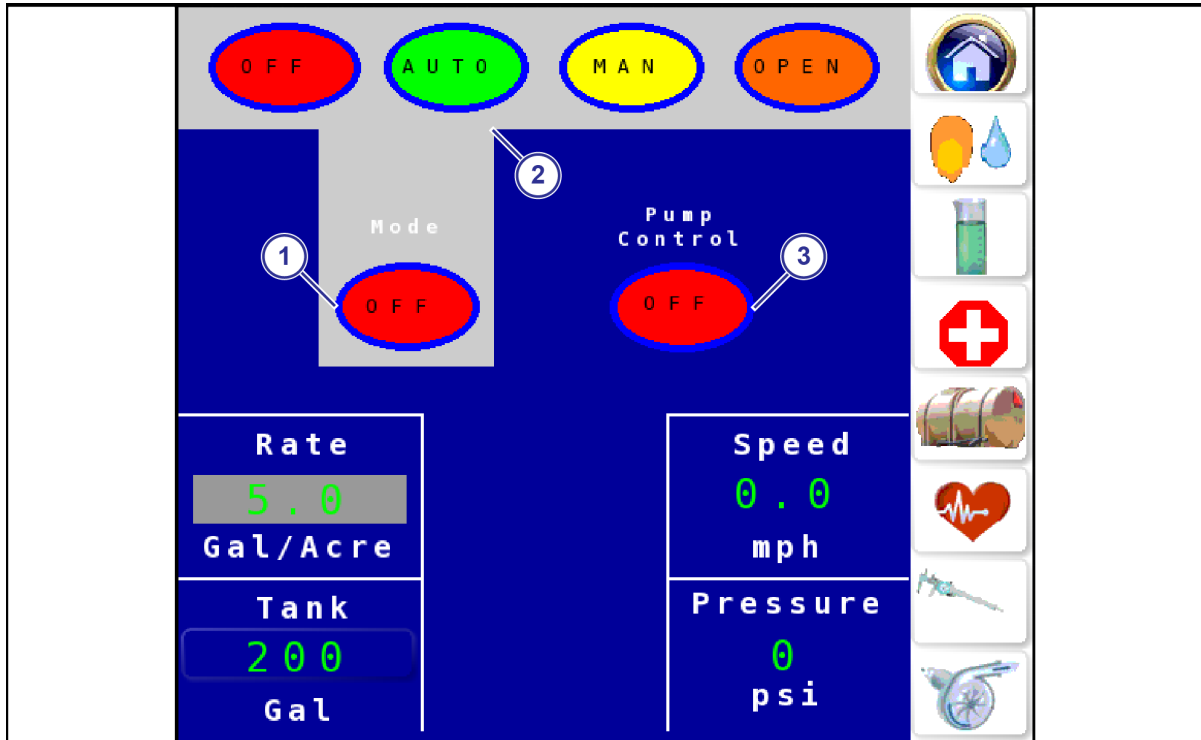 OFF AUTO MAN OPEN
2
Mode
Pump
Control
1
3
OFF
OFF
Rate
5.0
Gal/Acre
Speed
0.0
mph
Tank
200
Gal
Pressure
0
psi